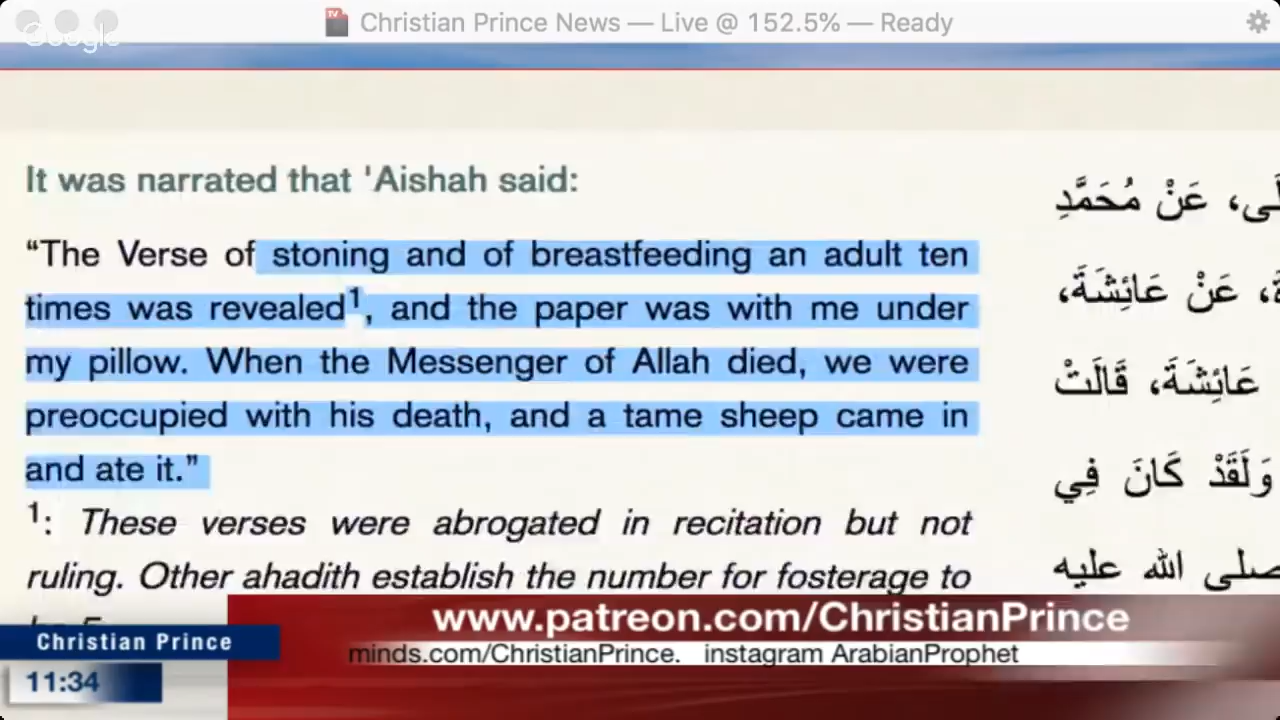 Google
TV
Christian Prince News — Live @ 152.5% — Ready
It was narrated that 'Aishah said:
“The Verse of stoning and of breastfeeding an adult ten
times was revealed¹, and the paper was with me under
my pillow. When the Messenger of Allah died, we were
preoccupied with his death, and a tame sheep came in
and ate it.”
¹: These verses were abrogated in recitation but not
ruling. Other ahadith establish the number for fosterage to
عَنْ مُحَمَّدِ
عَنْ عَائِشَةَ،
عَائِشَةَ، قَالَتْ
وَلَقَدْ كَانَ فِي
الله عليه
www.patreon.com/ChristianPrince
minds.com/ChristianPrince. instagram ArabianProphet
Christian Prince
11:34